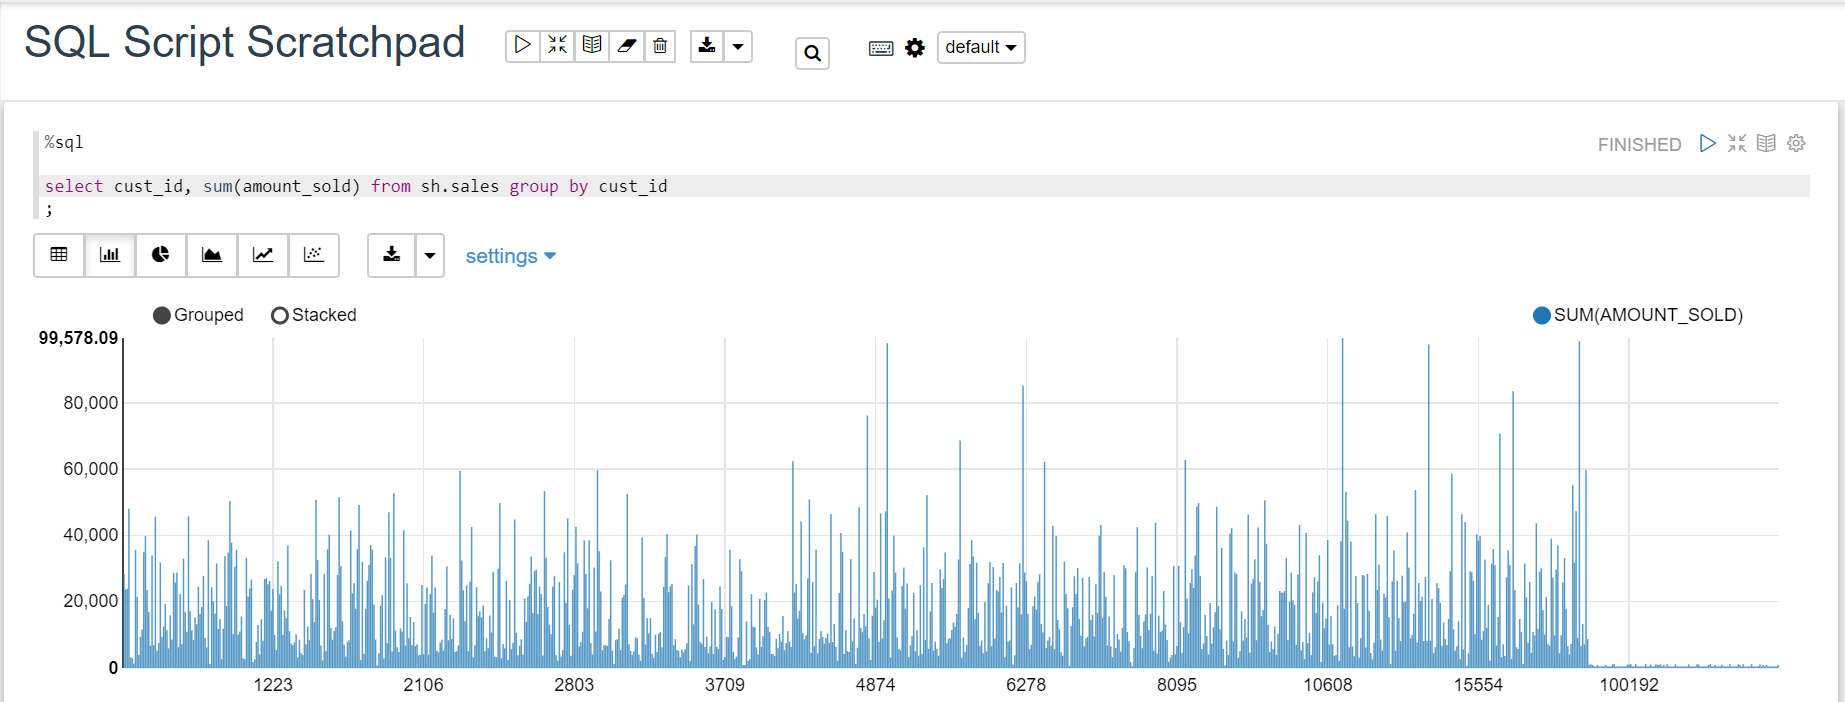 SQL Script Scratchpad
default
%sql
FINISHED
select cust_id, sum(amount_sold) from sh.sales group by cust_id
;
settings
Grouped Stacked SUM(AMOUNT_SOLD)
99,578.09
80,000
60,000
40,000
20,000
0
1223 2106 2803 3709 4874 6278 8095 10608 15554 100192